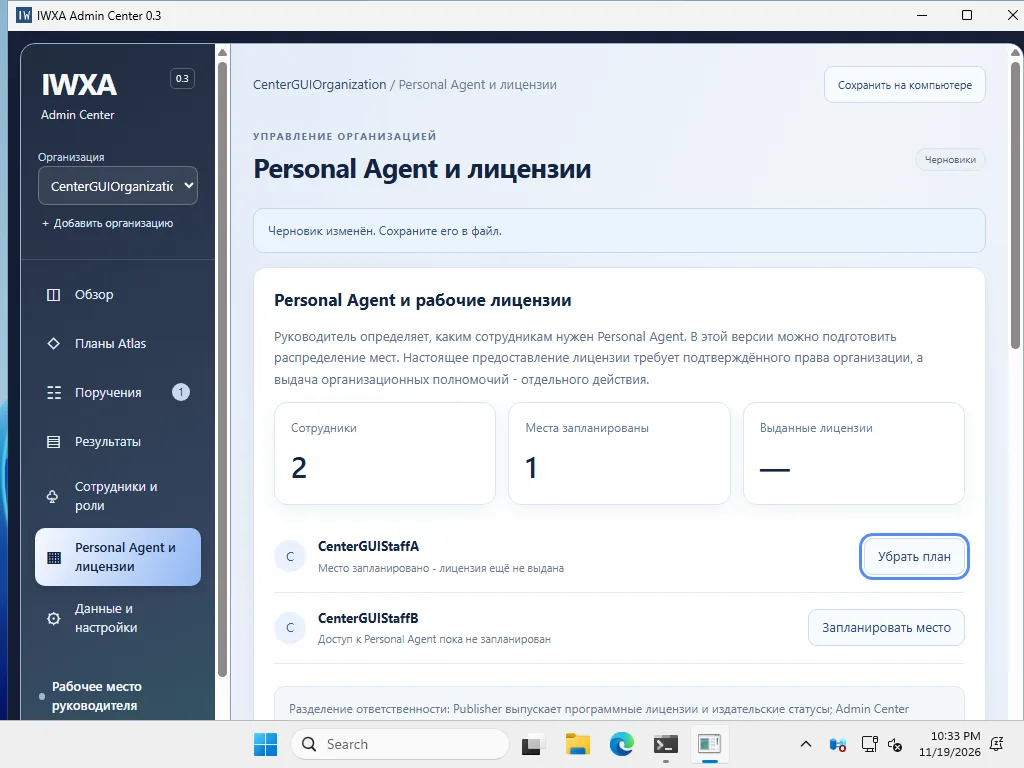 IWXA Admin Center 0.3
IWXA
0.3
Admin Center
Организация
CenterGUIOrganizatic
+ Добавить организацию
Обзор
Планы Atlas
Поручения
1
Результаты
Сотрудники и
роли
Personal Agent и
лицензии
Данные и
настройки
Рабочее место
руководителя
CenterGUIOrganization / Personal Agent и лицензии
Сохранить на компьютере
УПРАВЛЕНИЕ ОРГАНИЗАЦИЕЙ
Personal Agent и лицензии
Черновики
Черновик изменён. Сохраните его в файл.
Personal Agent и рабочие лицензии
Руководитель определяет, каким сотрудникам нужен Personal Agent. В этой версии можно подготовить
распределение мест. Настоящее предоставление лицензии требует подтверждённого права организации, а
выдача организационных полномочий - отдельного действия.
Сотрудники
2
Места запланированы
1
Выданные лицензии
—
C
CenterGUIStaffA
Место запланировано - лицензия ещё не выдана
Убрать план
C
CenterGUIStaffB
Доступ к Personal Agent пока не запланирован
Запланировать место
Разделение ответственности: Publisher выпускает программные лицензии и издательские статусы; Admin Center
Search
10:33 PM
11/19/2026